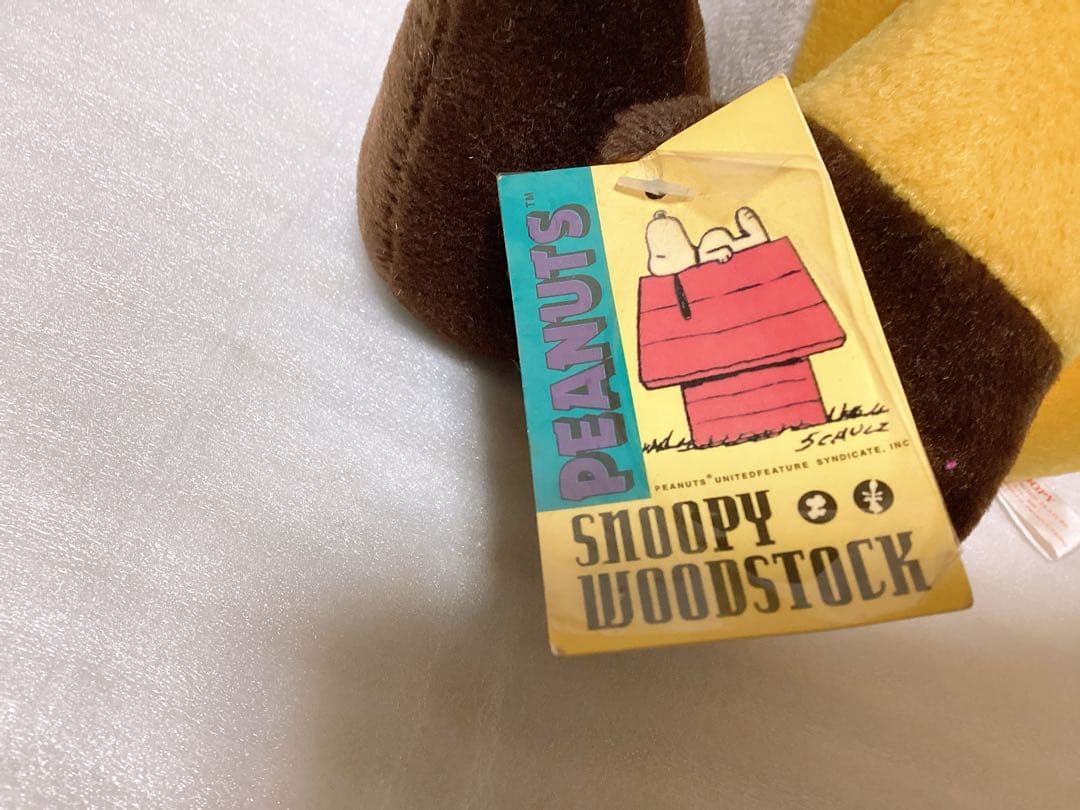 PEANUTS™
SCHULZ
PEANUTS® UNITEDFEATURE SYNDICATE, INC
SNOOPY
WOODSTOCK